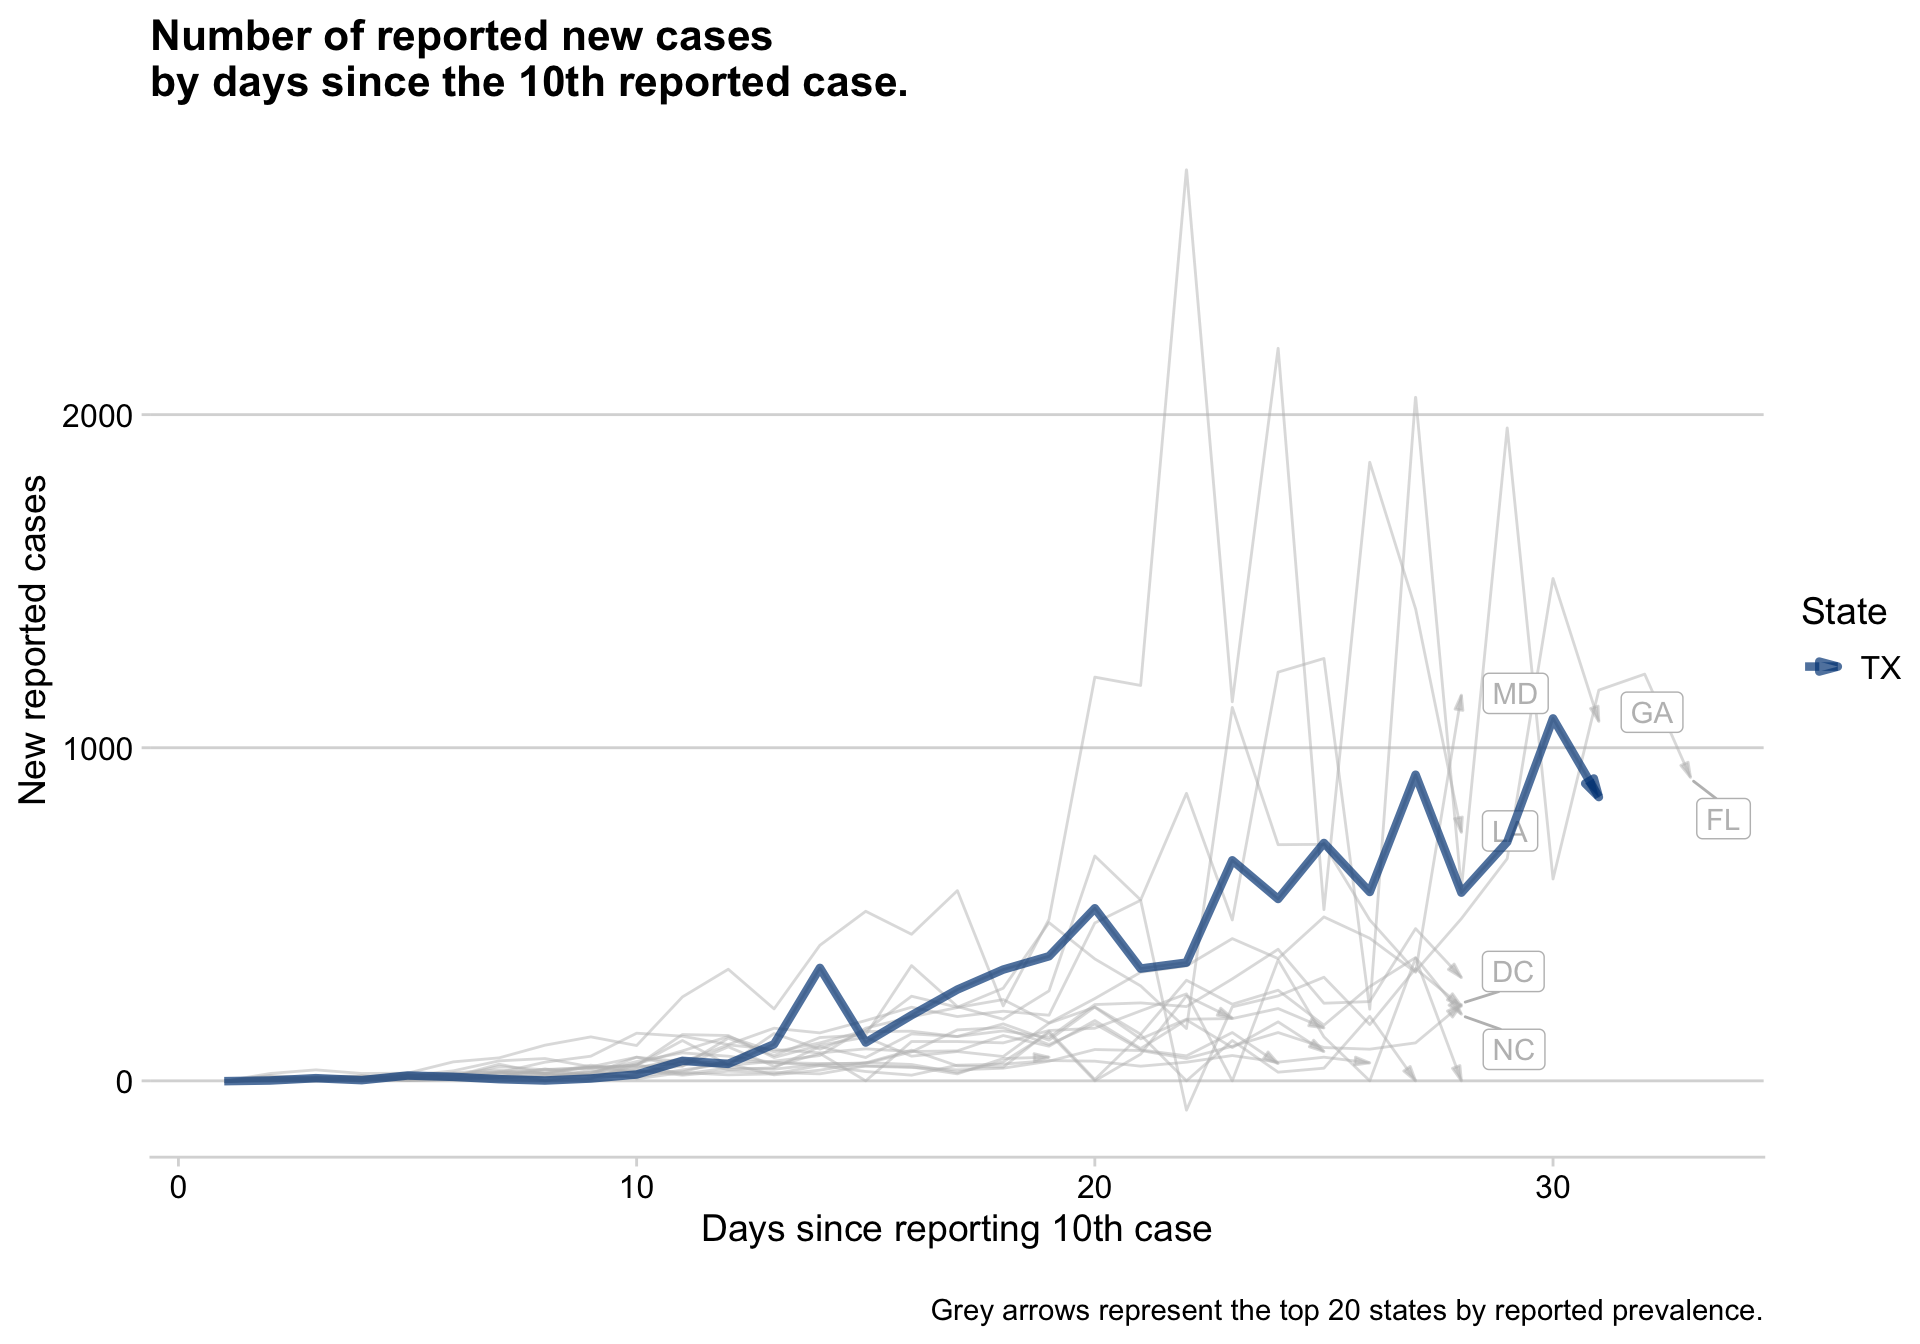 Number of reported new cases
by days since the 10th reported case.
New reported cases
2000
1000
0
MD
GA
FL
LA
DC
NC
State
TX
0
10
20
30
Days since reporting 10th case
Grey arrows represent the top 20 states by reported prevalence.